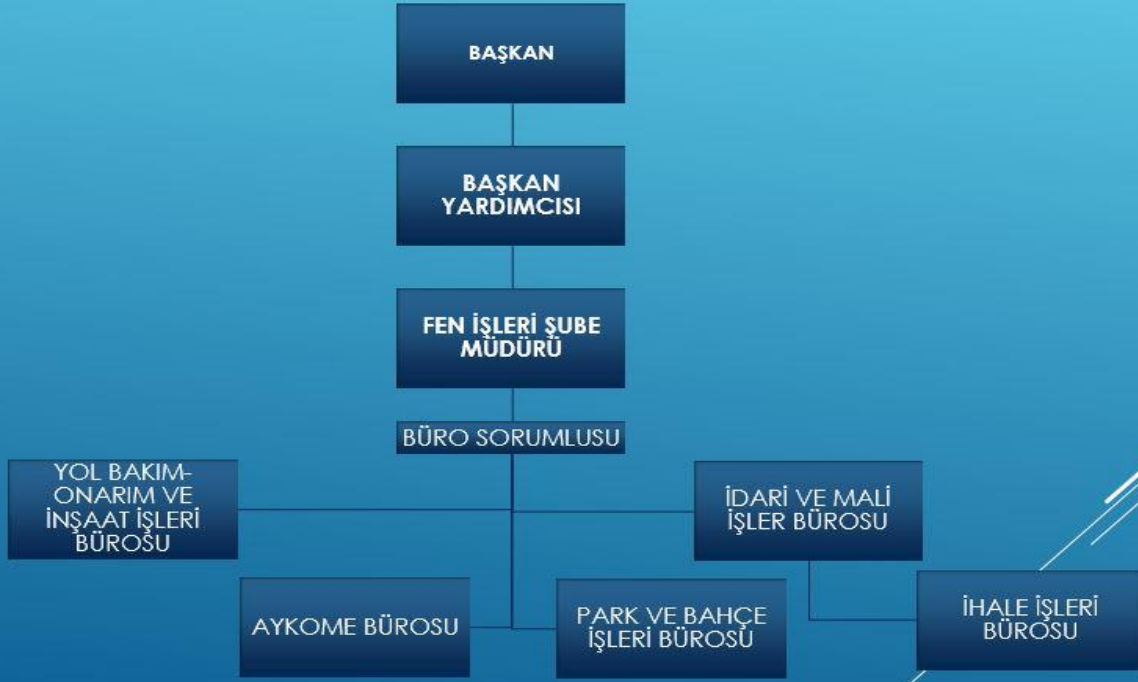 BAŞKAN
BAŞKAN
YARDIMCISI
FEN İŞLERİ ŞUBE
MÜDÜRÜ
BÜRO SORUMLUSU
YOL BAKIM-
ONARIM VE
İNŞAAT İŞLERİ
BÜROSU
İDARİ VE MALİ
İŞLER BÜROSU
AYKOME BÜROSU
PARK VE BAHÇE
İŞLERİ BÜROSU
İHALE İŞLERİ
BÜROSU